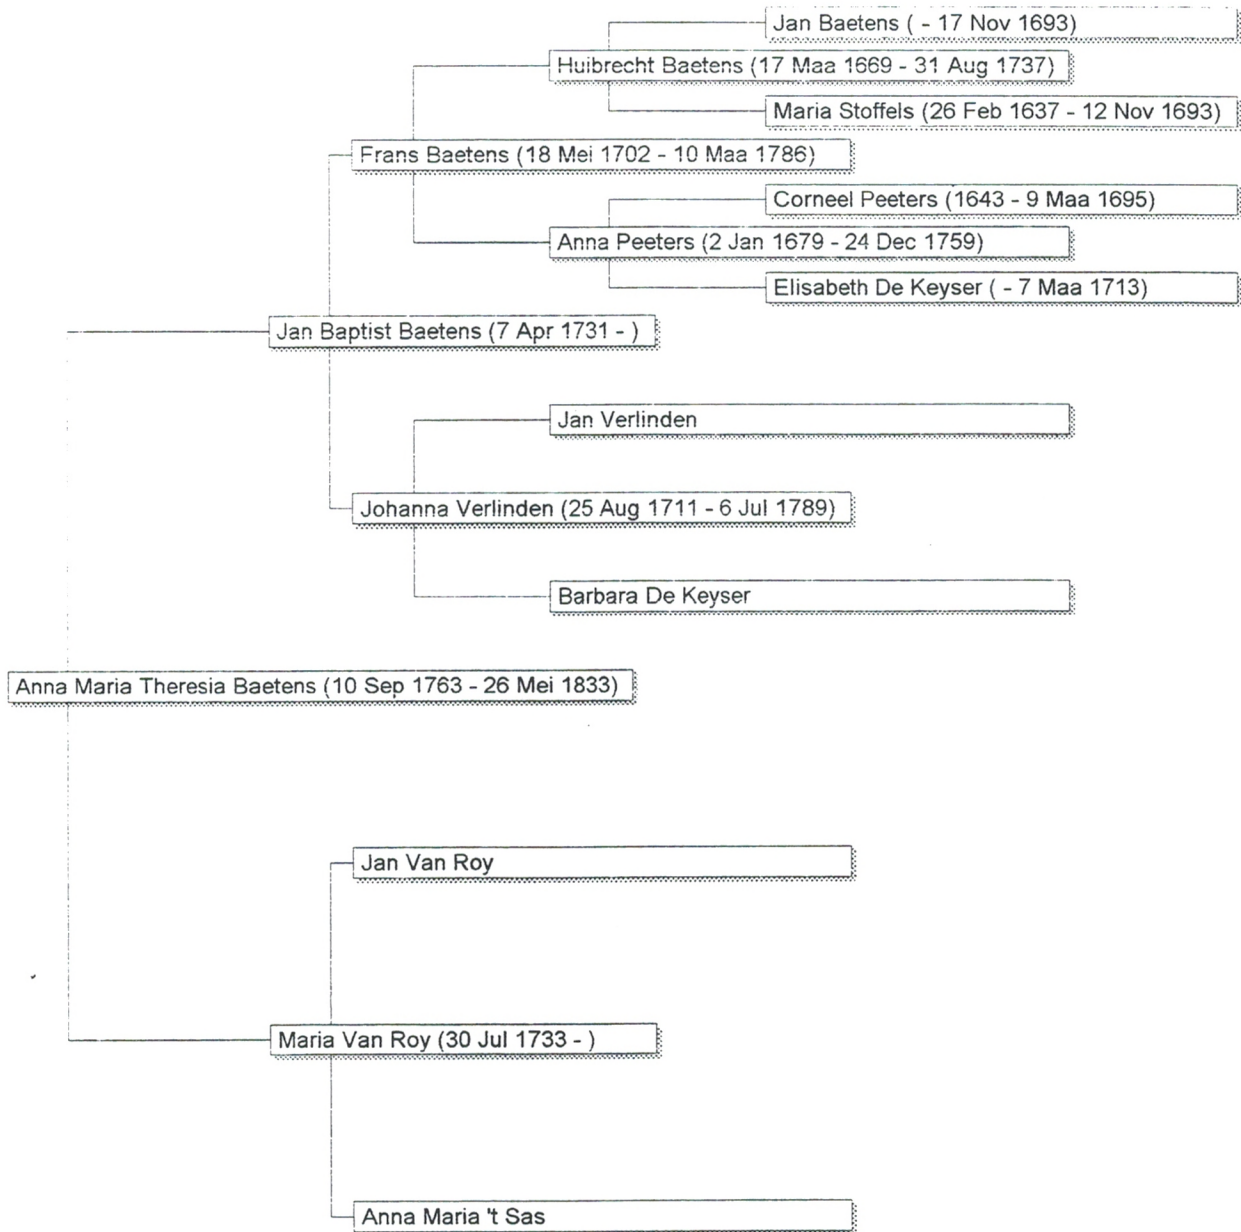 Jan Baetens ( - 17 Nov 1693)
Huibrecht Baetens (17 Maa 1669 - 31 Aug 1737)
Maria Stoffels (26 Feb 1637 - 12 Nov 1693)
Frans Baetens (18 Mei 1702 - 10 Maa 1786)
Corneel Peeters (1643 - 9 Maa 1695)
Anna Peeters (2 Jan 1679 - 24 Dec 1759)
Elisabeth De Keyser ( - 7 Maa 1713)
Jan Baptist Baetens (7 Apr 1731 - )
Jan Verlinden
Johanna Verlinden (25 Aug 1711 - 6 Jul 1789)
Barbara De Keyser
Anna Maria Theresia Baetens (10 Sep 1763 - 26 Mei 1833)
Jan Van Roy
Maria Van Roy (30 Jul 1733 - )
Anna Maria 't Sas